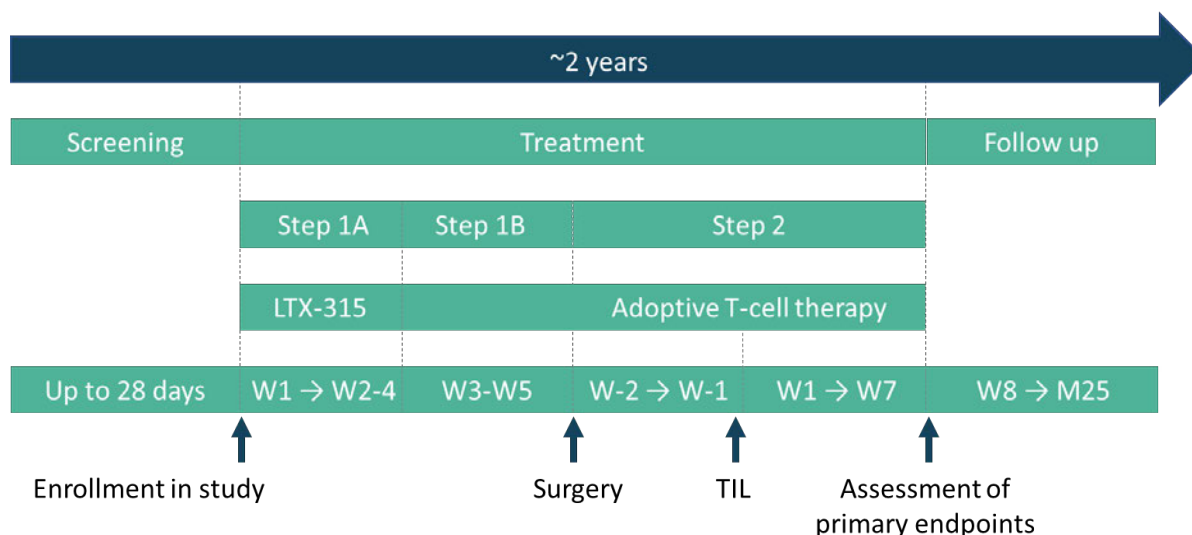 ~2 years
Screening
Treatment
Follow up
Step 1A
Step 1B
Step 2
LTX-315
Adoptive T-cell therapy
Up to 28 days
W1 → W2-4
W3-W5
W-2 → W-1
W1 → W7
W8 → M25
Enrollment in study
Surgery
TIL
Assessment of
primary endpoints